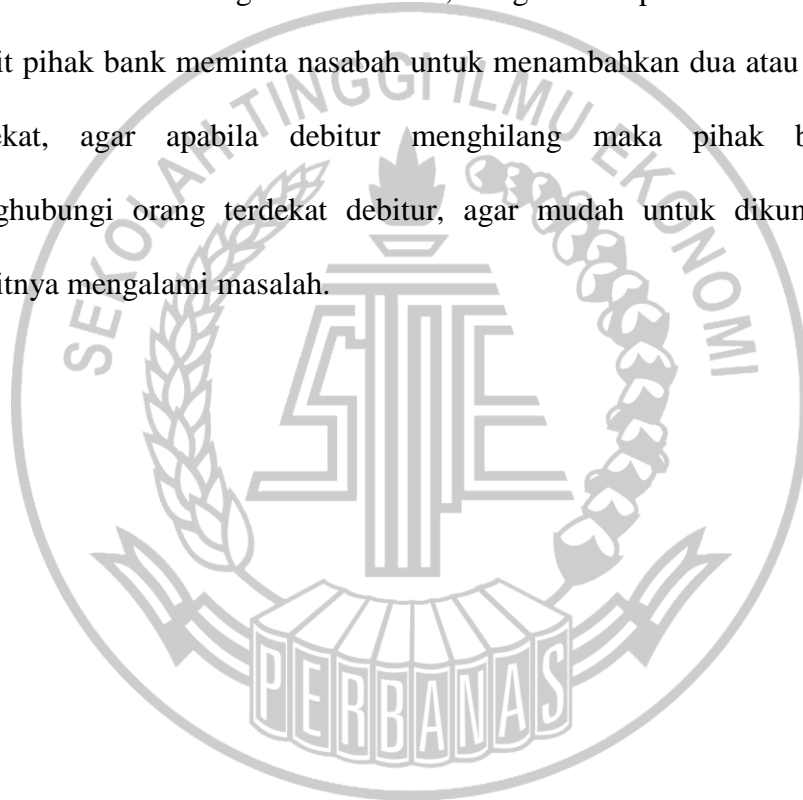 it pihak bank meminta nasabah untuk menambahkan dua atau
ekat, agar apabila debitur menghilang maka pihak b
ghubungi orang terdekat debitur, agar mudah untuk dikun
itnya mengalami masalah.
SEKOLAH TINGGI ILMU EKONOMI
STIE
PERBANAS